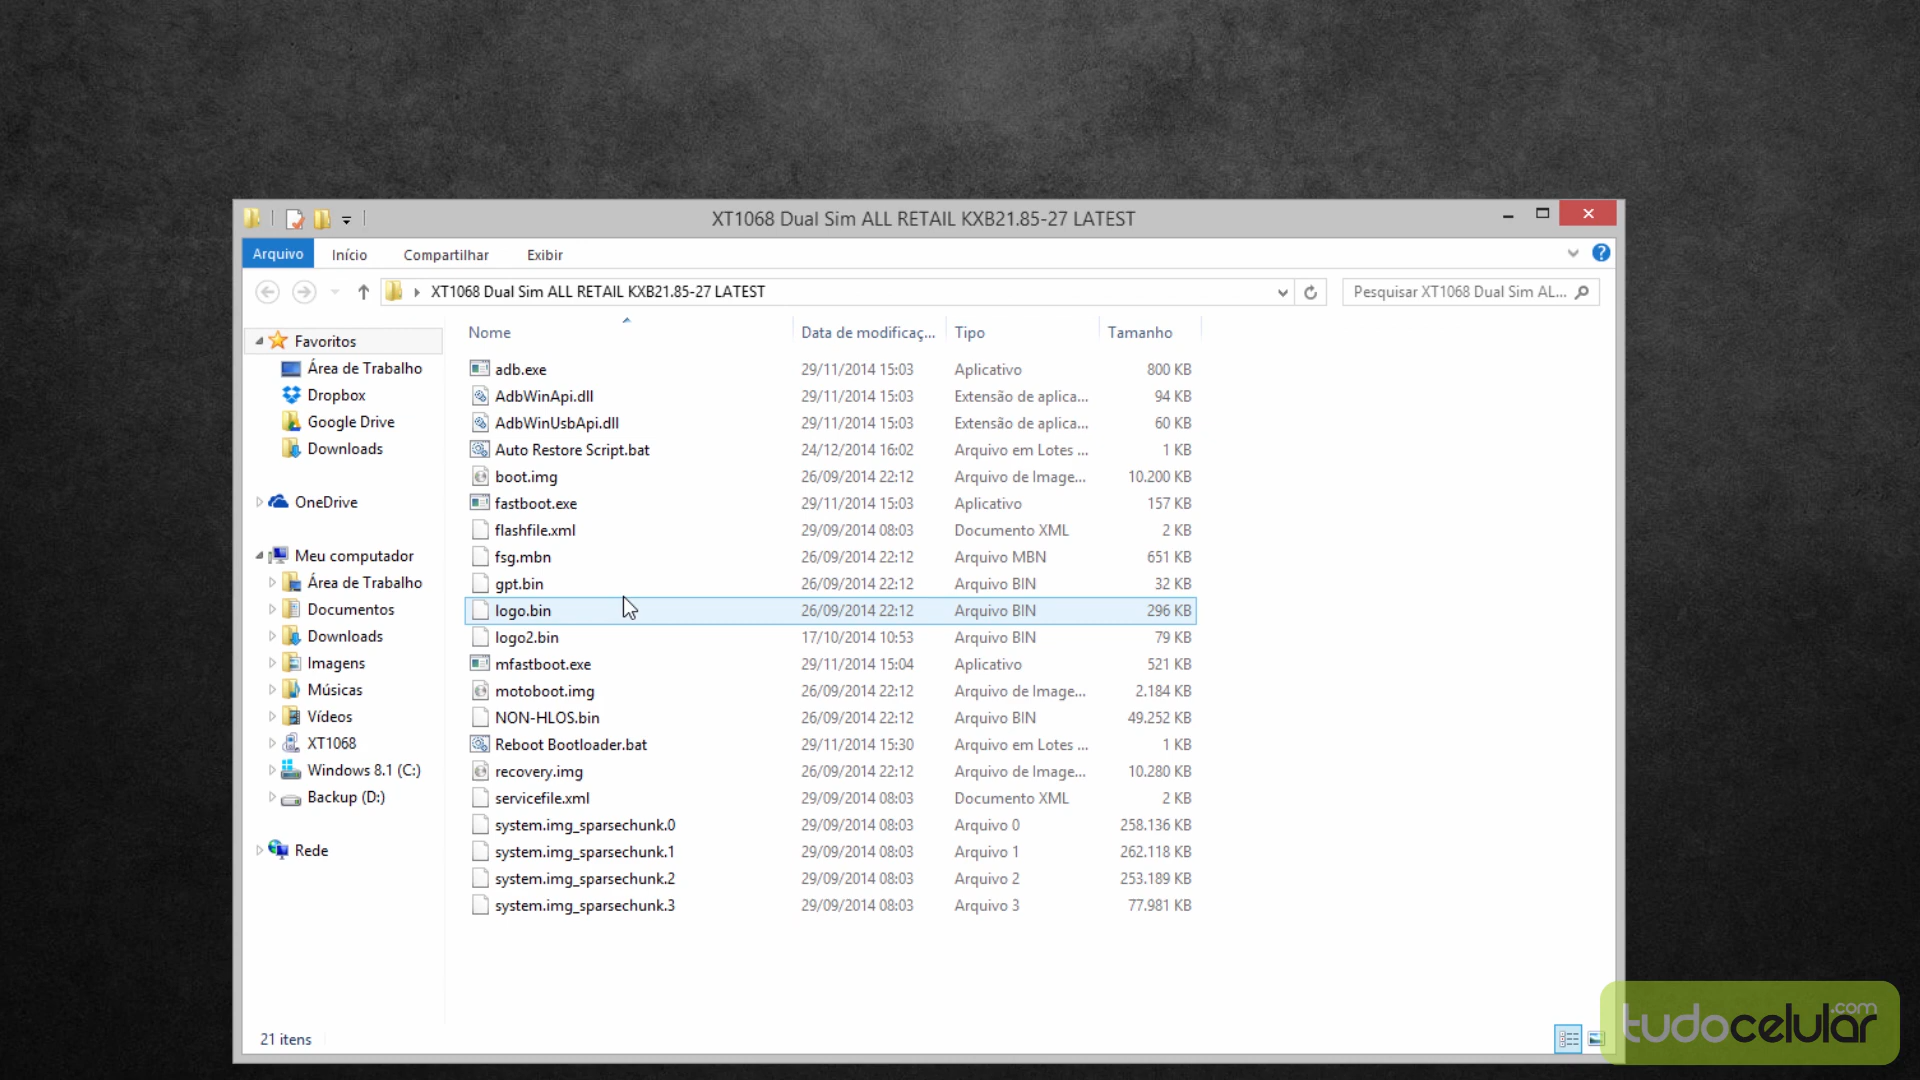 XT1068 Dual Sim ALL RETAIL KXB21.85-27 LATEST
Arquivo Início Compartilhar Exibir
XT1068 Dual Sim ALL RETAIL KXB21.85-27 LATEST Pesquisar XT1068 Dual Sim AL...
Favoritos
Área de Trabalho
Dropbox
Google Drive
Downloads
OneDrive
Meu computador
Área de Trabalho
Documentos
Downloads
Imagens
Músicas
Vídeos
XT1068
Windows 8.1 (C:)
Backup (D:)
Rede
Nome Data de modificaç... Tipo Tamanho
adb.exe 29/11/2014 15:03 Aplicativo 800 KB
AdbWinApi.dll 29/11/2014 15:03 Extensão de aplica... 94 KB
AdbWinUsbApi.dll 29/11/2014 15:03 Extensão de aplica... 60 KB
Auto Restore Script.bat 24/12/2014 16:02 Arquivo em Lotes ... 1 KB
boot.img 26/09/2014 22:12 Arquivo de Image... 10.200 KB
fastboot.exe 29/11/2014 15:03 Aplicativo 157 KB
flashfile.xml 29/09/2014 08:03 Documento XML 2 KB
fsg.mbn 26/09/2014 22:12 Arquivo MBN 651 KB
gpt.bin 26/09/2014 22:12 Arquivo BIN 32 KB
logo.bin 26/09/2014 22:12 Arquivo BIN 296 KB
logo2.bin 17/10/2014 10:53 Arquivo BIN 79 KB
mfastboot.exe 29/11/2014 15:04 Aplicativo 521 KB
motoboot.img 26/09/2014 22:12 Arquivo de Image... 2.184 KB
NON-HLOS.bin 26/09/2014 22:12 Arquivo BIN 49.252 KB
Reboot Bootloader.bat 29/11/2014 15:30 Arquivo em Lotes ... 1 KB
recovery.img 26/09/2014 22:12 Arquivo de Image... 10.280 KB
servicefile.xml 29/09/2014 08:03 Documento XML 2 KB
system.img_sparsechunk.0 29/09/2014 08:03 Arquivo 0 258.136 KB
system.img_sparsechunk.1 29/09/2014 08:03 Arquivo 1 262.118 KB
system.img_sparsechunk.2 29/09/2014 08:03 Arquivo 2 253.189 KB
system.img_sparsechunk.3 29/09/2014 08:03 Arquivo 3 77.981 KB
21 itens
tudocelular.com